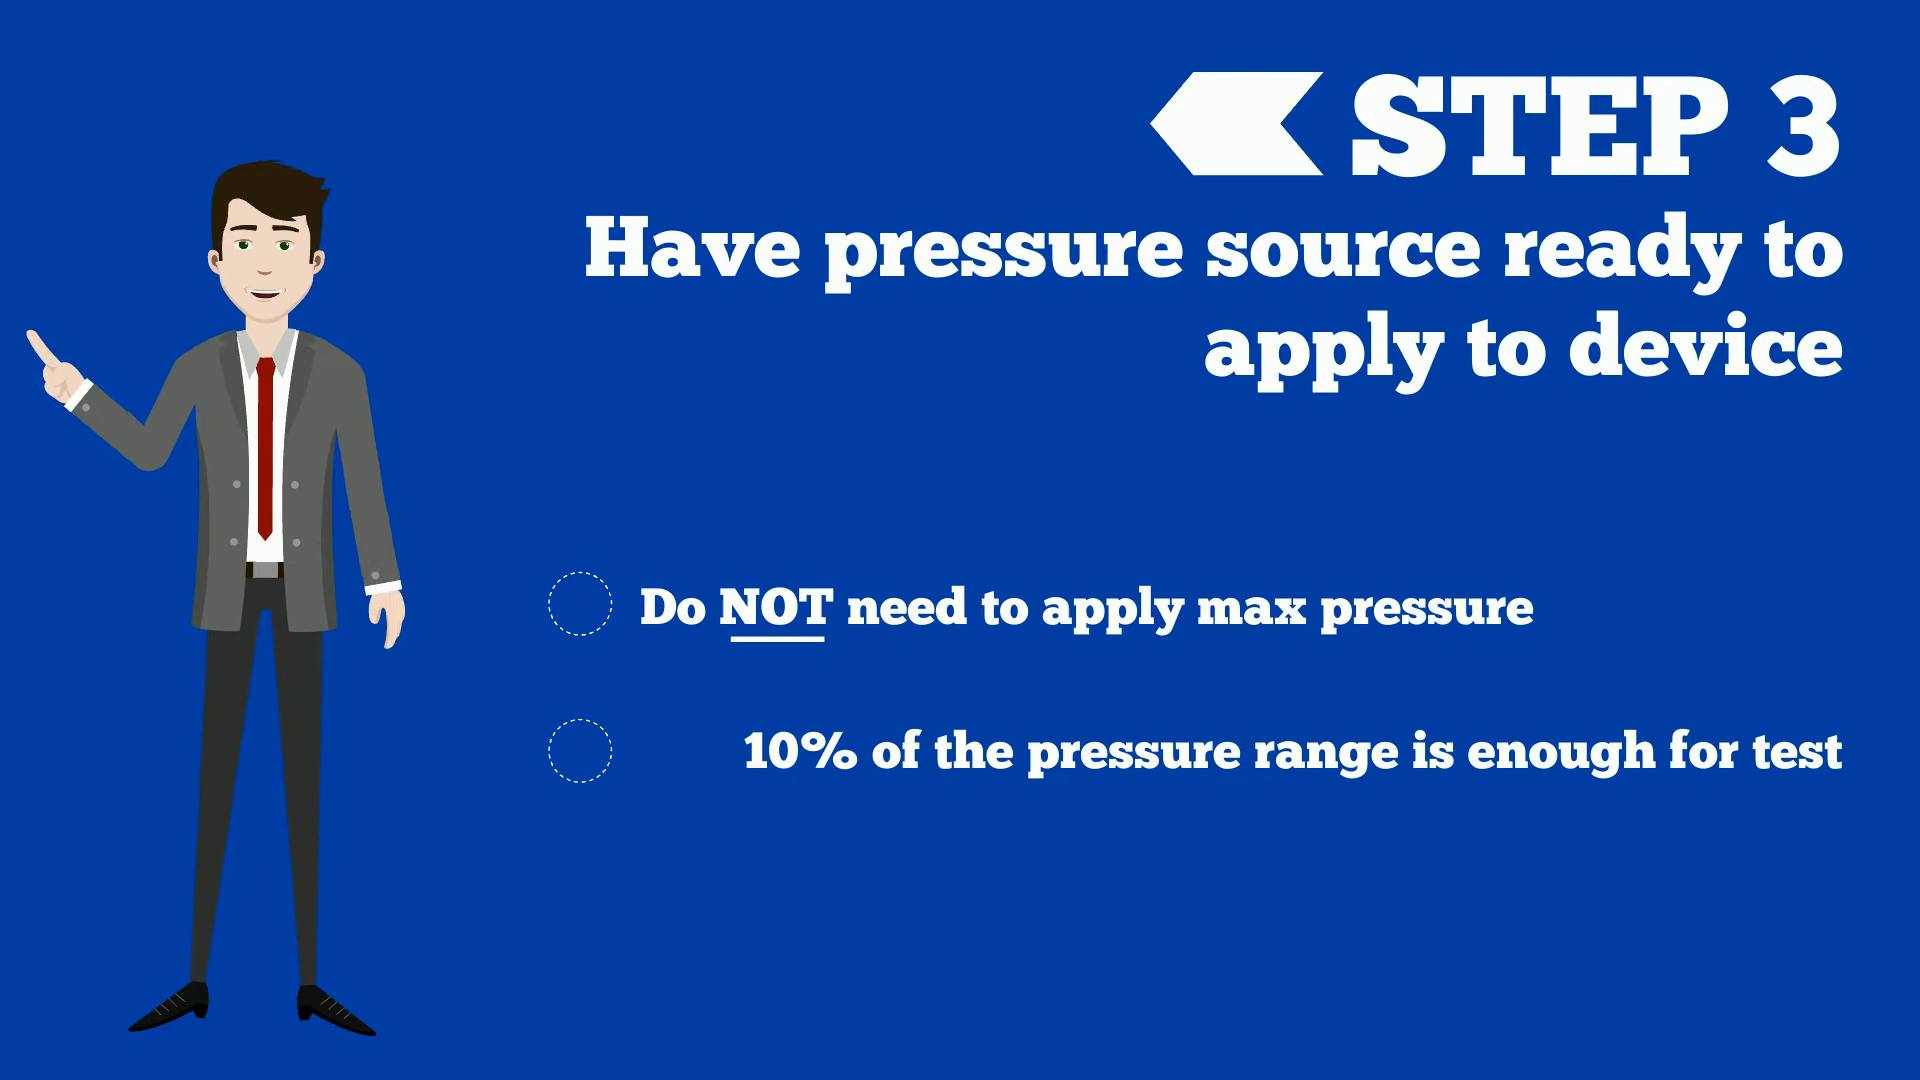 STEP 3
Have pressure source ready to
apply to device
Do NOT need to apply max pressure
10% of the pressure range is enough for test